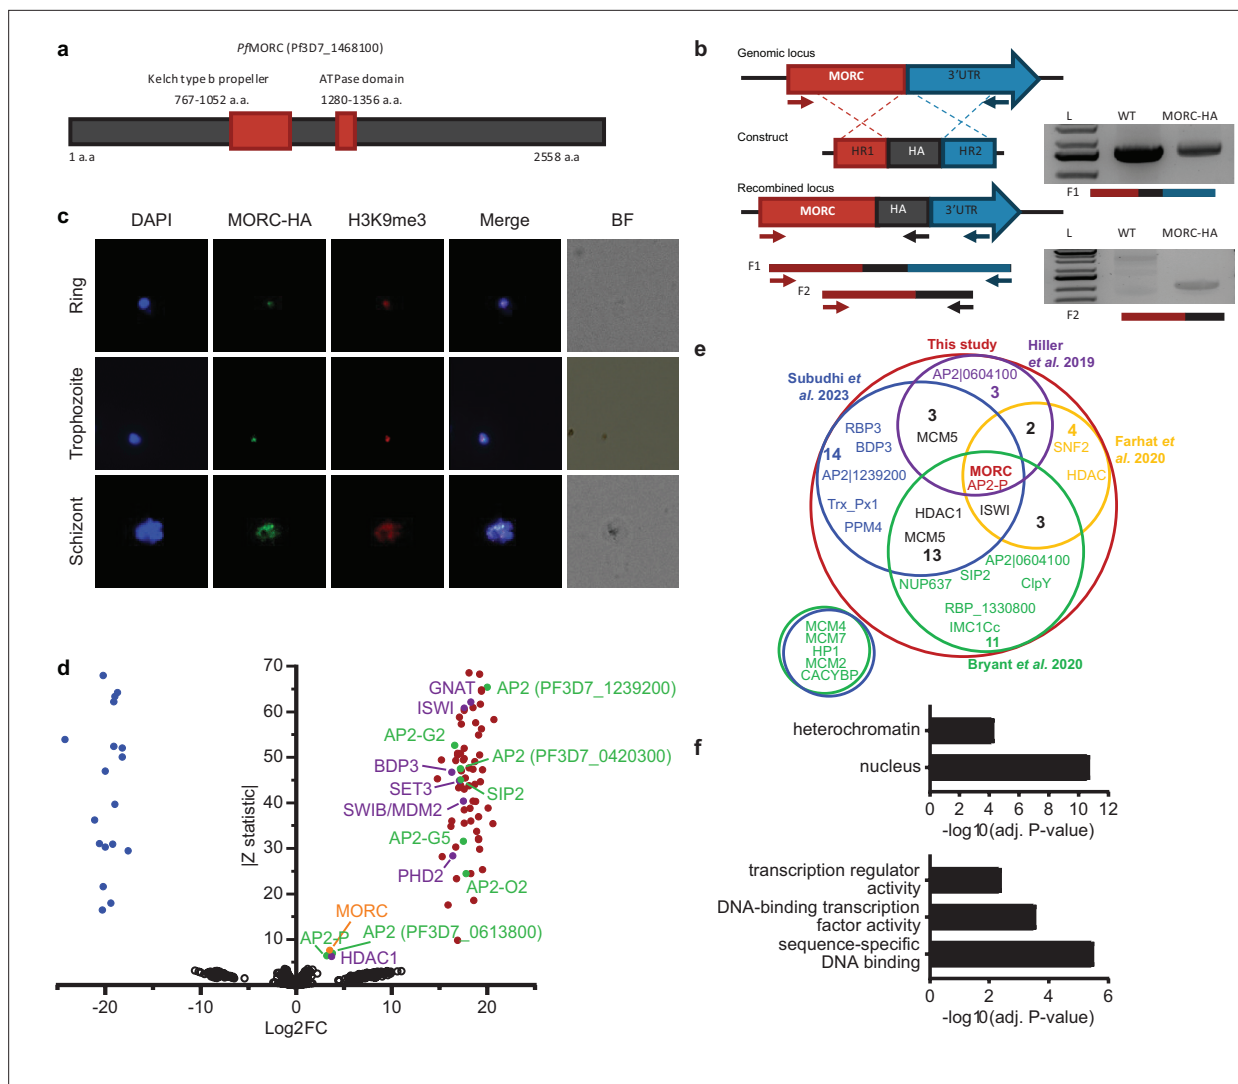 a
PfMORC (Pf3D7_1468100)
Kelch type b propeller
767-1052 a.a.
ATPase domain
1280-1356 a.a.
1 a.a
2558 a.a
b
Genomic locus
MORC
3'UTR
Construct
HR1
HA
HR2
Recombined locus
MORC
HA
3'UTR
F1
F2
L
WT
MORC-HA
F1
L
WT
MORC-HA
F2
c
DAPI
MORC-HA
H3K9me3
Merge
BF
Ring
Trophozoite
Schizont
d
|Z statistic|
70
60
50
40
30
20
10
-20
-10
0
10
20
Log2FC
GNAT
AP2 (PF3D7_1239200)
ISWI
AP2-G2
AP2 (PF3D7_0420300)
BDP3
SET3
SIP2
SWIB/MDM2
AP2-G5
PHD2
AP2-O2
MORC
AP2-P
AP2 (PF3D7_0613800)
HDAC1
e
This study
Hiller
et al. 2019
Subudhi et
al. 2023
Farhat et
al. 2020
Bryant et al. 2020
AP2|0604100
3
3
MCM5
2
4
SNF2
HDAC
RBP3
BDP3
14
AP2|1239200
Trx_Px1
PPM4
MORC
AP2-P
HDAC1
ISWI
3
MCM5
13
NUP637
SIP2
AP2|0604100
ClpY
RBP_1330800
IMC1Cc
11
MCM4
MCM7
HP1
MCM2
CACYBP
f
heterochromatin
nucleus
0
2
4
6
8
10
12
-log10(adj. P-value)
transcription regulator
activity
DNA-binding transcription
factor activity
sequence-specific
DNA binding
0
2
4
6
-log10(adj. P-value)